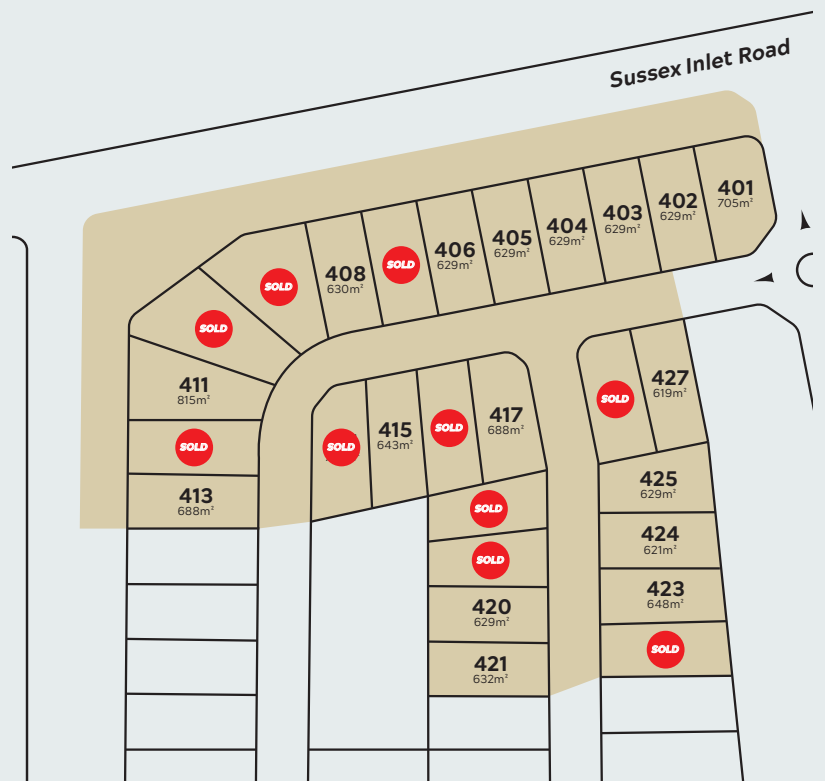 Sussex Inlet Road
401
705m²
402
629m²
403
629m²
404
629m²
405
629m²
406
629m²
SOLD
408
630m²
SOLD
SOLD
411
815m²
SOLD
413
688m²
SOLD
415
643m²
SOLD
417
688m²
SOLD
SOLD
420
629m²
421
632m²
SOLD
427
619m²
425
629m²
424
621m²
423
648m²
SOLD